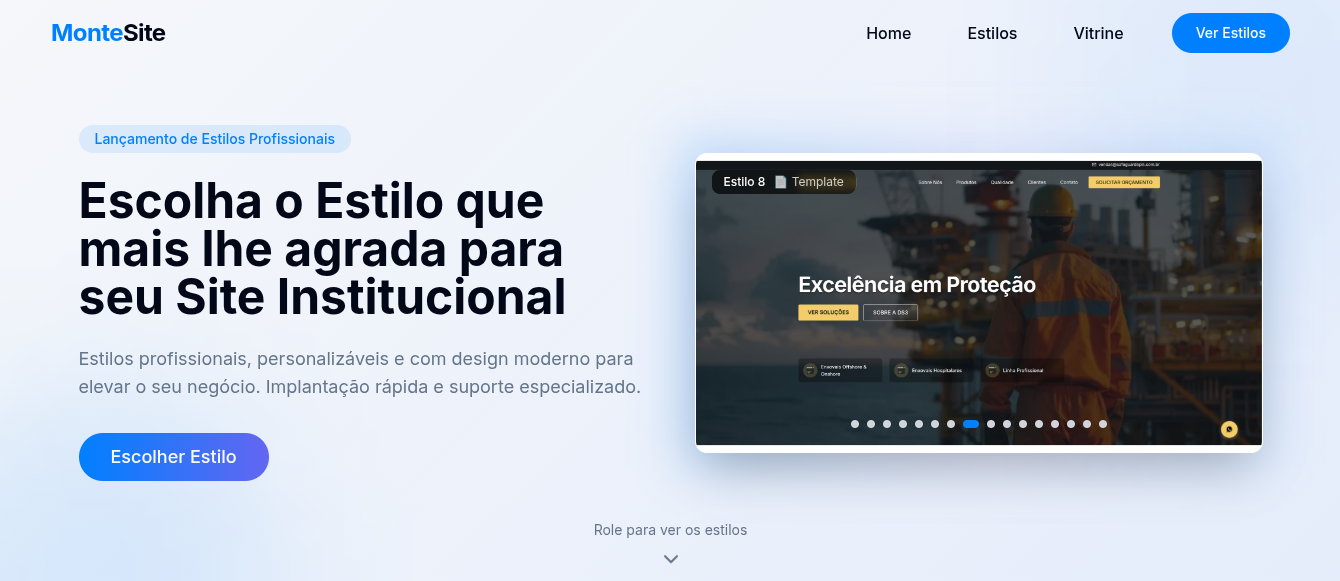 MonteSite
Home
Estilos
Vitrine
Ver Estilos
Lançamento de Estilos Profissionais
Escolha o Estilo que
mais lhe agrada para
seu Site Institucional
Estilos profissionais, personalizáveis e com design moderno para
elevar o seu negócio. Implantação rápida e suporte especializado.
Escolher Estilo
Estilo 8
Template
Sobre Nós
Produtos
Qualidade
Clientes
Contato
SOLICITAR ORÇAMENTO
Excelência em Proteção
VER SOLUÇÕES
SOBRE A DSS
Enxovais Offshore &
Onshore
Enxovais Hospitalares
Linha Profissional
Role para ver os estilos